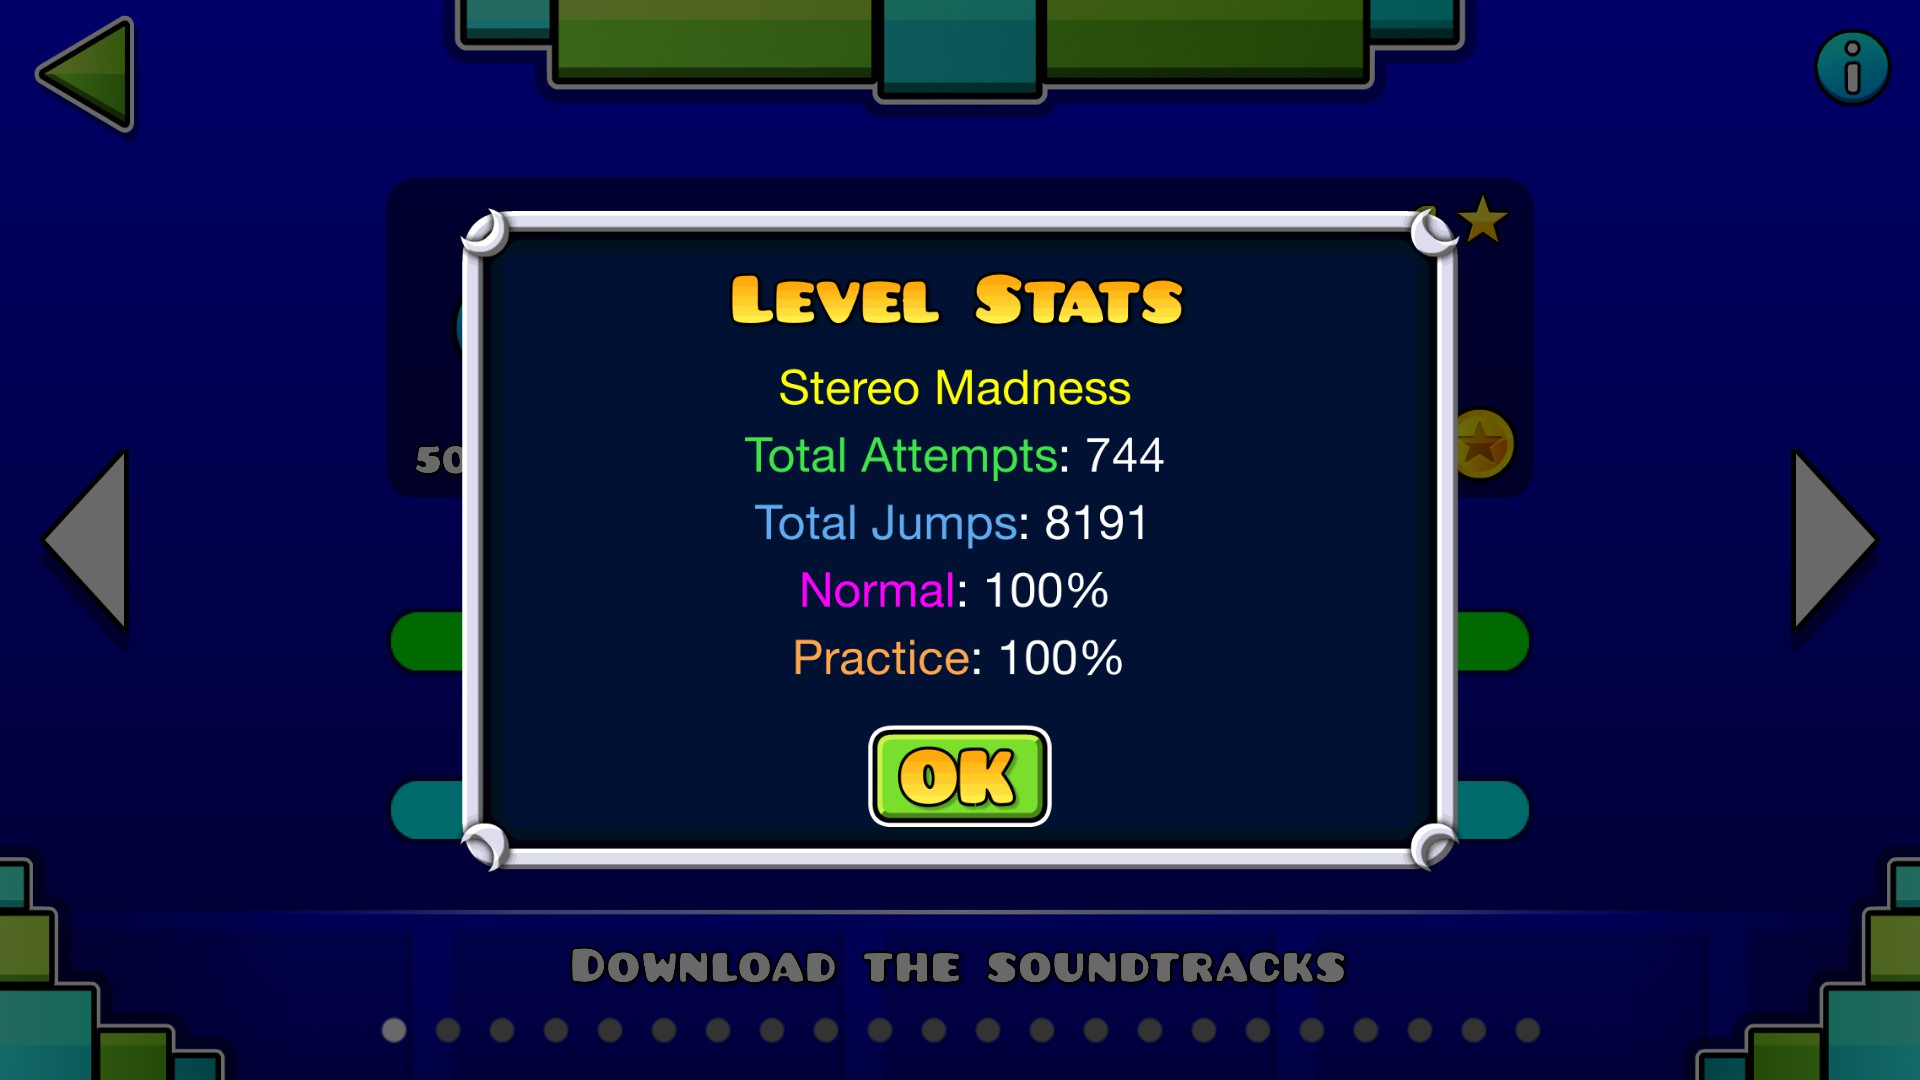 Level Stats
Stereo Madness
Total Attempts: 744
Total Jumps: 8191
Normal: 100%
Practice: 100%
OK
Download the soundtracks